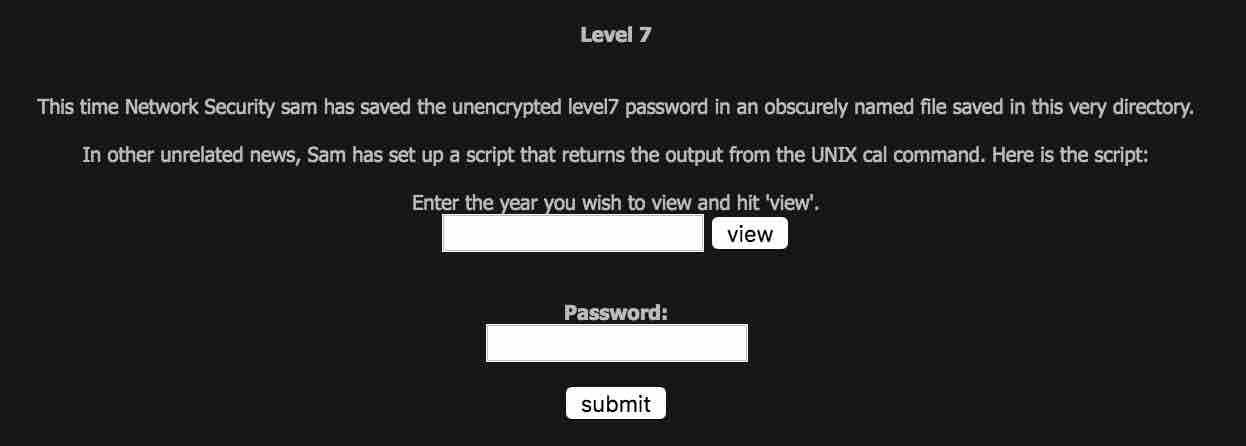 Level 7
This time Network Security sam has saved the unencrypted level7 password in an obscurely named file saved in this very directory.
In other unrelated news, Sam has set up a script that returns the output from the UNIX cal command. Here is the script:
Enter the year you wish to view and hit 'view'.
view
Password:
submit